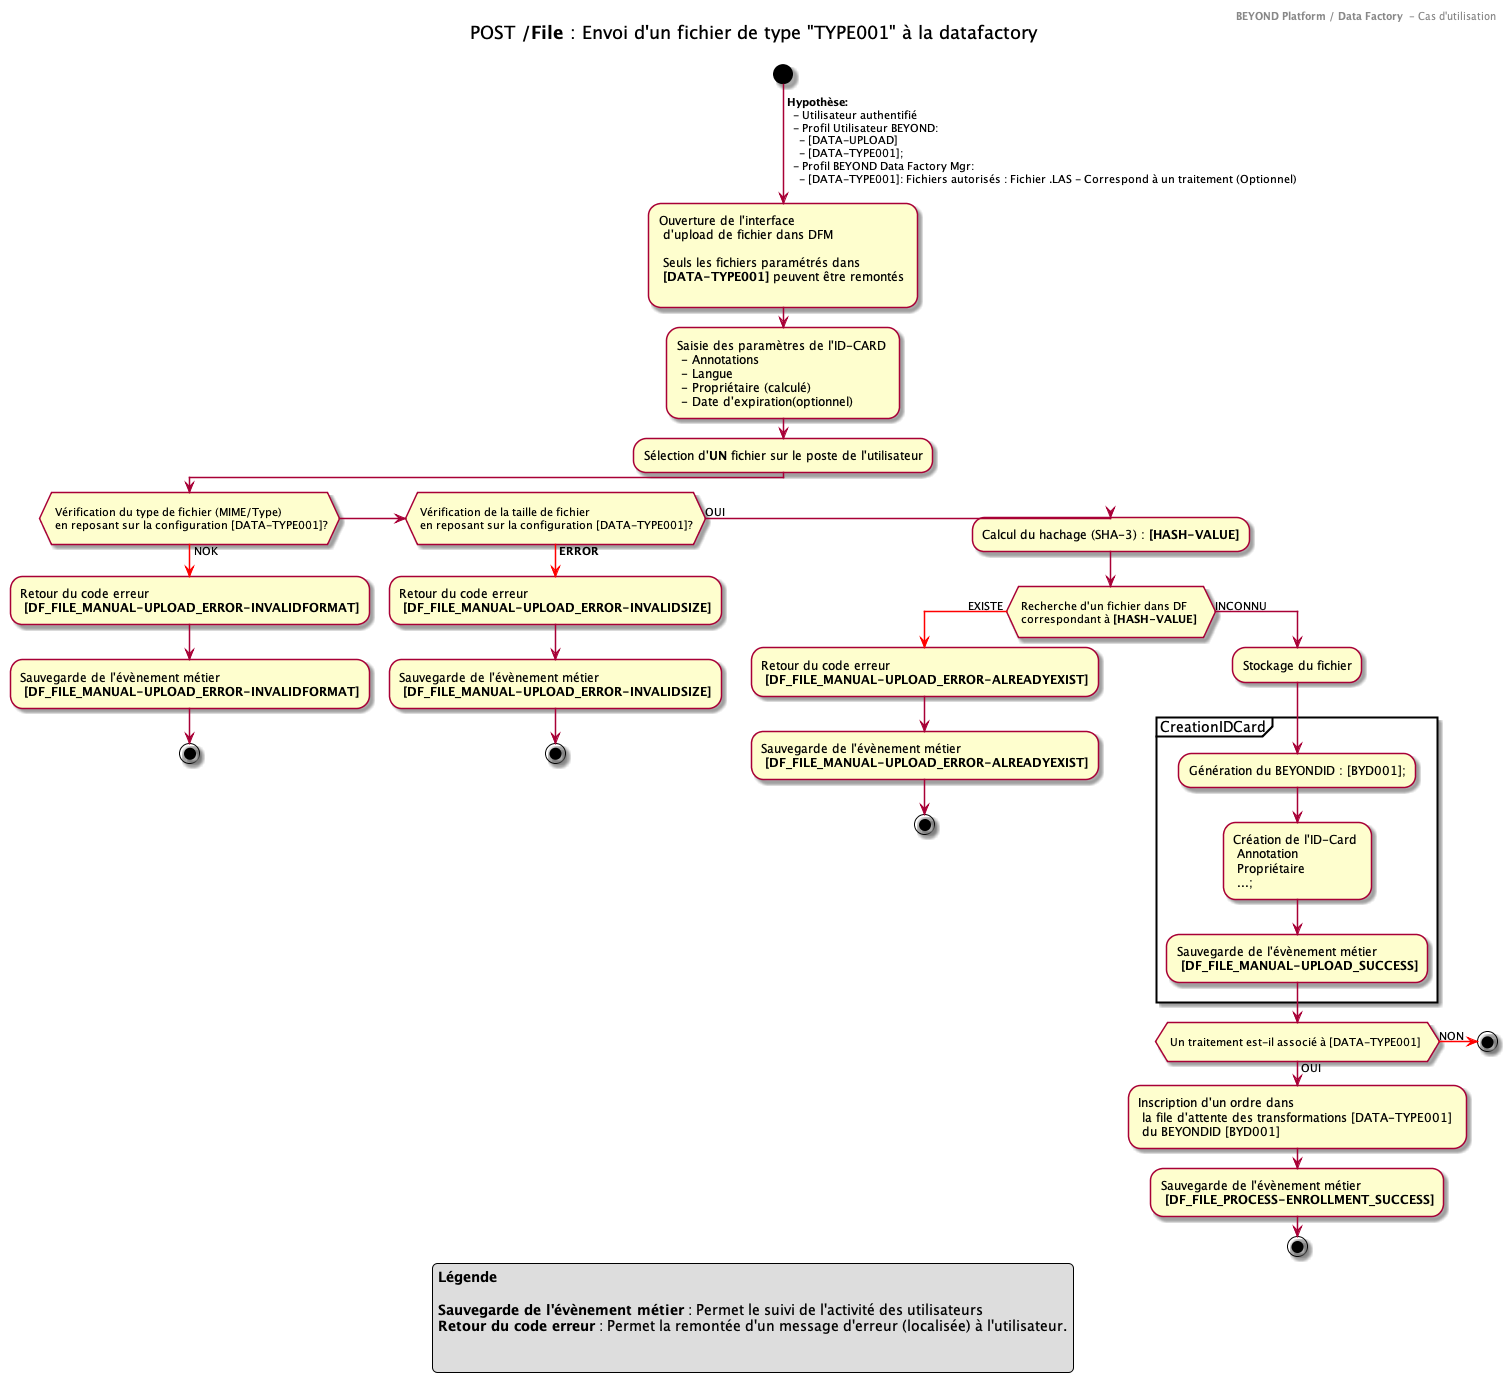 BEYOND Platform / Data Factory - Cas d'utilisation
POST /File : Envoi d'un fichier de type "TYPE001" à la datafactory
Hypothèse:
- Utilisateur authentifié
- Profil Utilisateur BEYOND:
- [DATA-UPLOAD]
- [DATA-TYPE001];
- Profil BEYOND Data Factory Mgr:
- [DATA-TYPE001]: Fichiers autorisés : Fichier .LAS - Correspond à un traitement (Optionnel)
Ouverture de l'interface
d'upload de fichier dans DFM
Seuls les fichiers paramétrés dans
[DATA-TYPE001] peuvent être remontés
Saisie des paramètres de l'ID-CARD
- Annotations
- Langue
- Propriétaire (calculé)
- Date d'expiration(optionnel)
Sélection d'UN fichier sur le poste de l'utilisateur
Vérification du type de fichier (MIME/Type)
en reposant sur la configuration [DATA-TYPE001]?
NOK
Retour du code erreur
[DF_FILE_MANUAL-UPLOAD_ERROR-INVALIDFORMAT]
Sauvegarde de l'évènement métier
[DF_FILE_MANUAL-UPLOAD_ERROR-INVALIDFORMAT]
Vérification de la taille de fichier
en reposant sur la configuration [DATA-TYPE001]?
OUI
ERROR
Retour du code erreur
[DF_FILE_MANUAL-UPLOAD_ERROR-INVALIDSIZE]
Sauvegarde de l'évènement métier
[DF_FILE_MANUAL-UPLOAD_ERROR-INVALIDSIZE]
Calcul du hachage (SHA-3) : [HASH-VALUE]
Recherche d'un fichier dans DF
correspondant à [HASH-VALUE]
EXISTE
Retour du code erreur
[DF_FILE_MANUAL-UPLOAD_ERROR-ALREADYEXIST]
Sauvegarde de l'évènement métier
[DF_FILE_MANUAL-UPLOAD_ERROR-ALREADYEXIST]
INCONNU
Stockage du fichier
CreationIDCard
Génération du BEYONDID : [BYD001];
Création de l'ID-Card
Annotation
Propriétaire
...;
Sauvegarde de l'évènement métier
[DF_FILE_MANUAL-UPLOAD_SUCCESS]
Un traitement est-il associé à [DATA-TYPE001]
NON
OUI
Inscription d'un ordre dans
la file d'attente des transformations [DATA-TYPE001]
du BEYONDID [BYD001]
Sauvegarde de l'évènement métier
[DF_FILE_PROCESS-ENROLLMENT_SUCCESS]
Légende
Sauvegarde de l'évènement métier : Permet le suivi de l'activité des utilisateurs
Retour du code erreur : Permet la remontée d'un message d'erreur (localisée) à l'utilisateur.